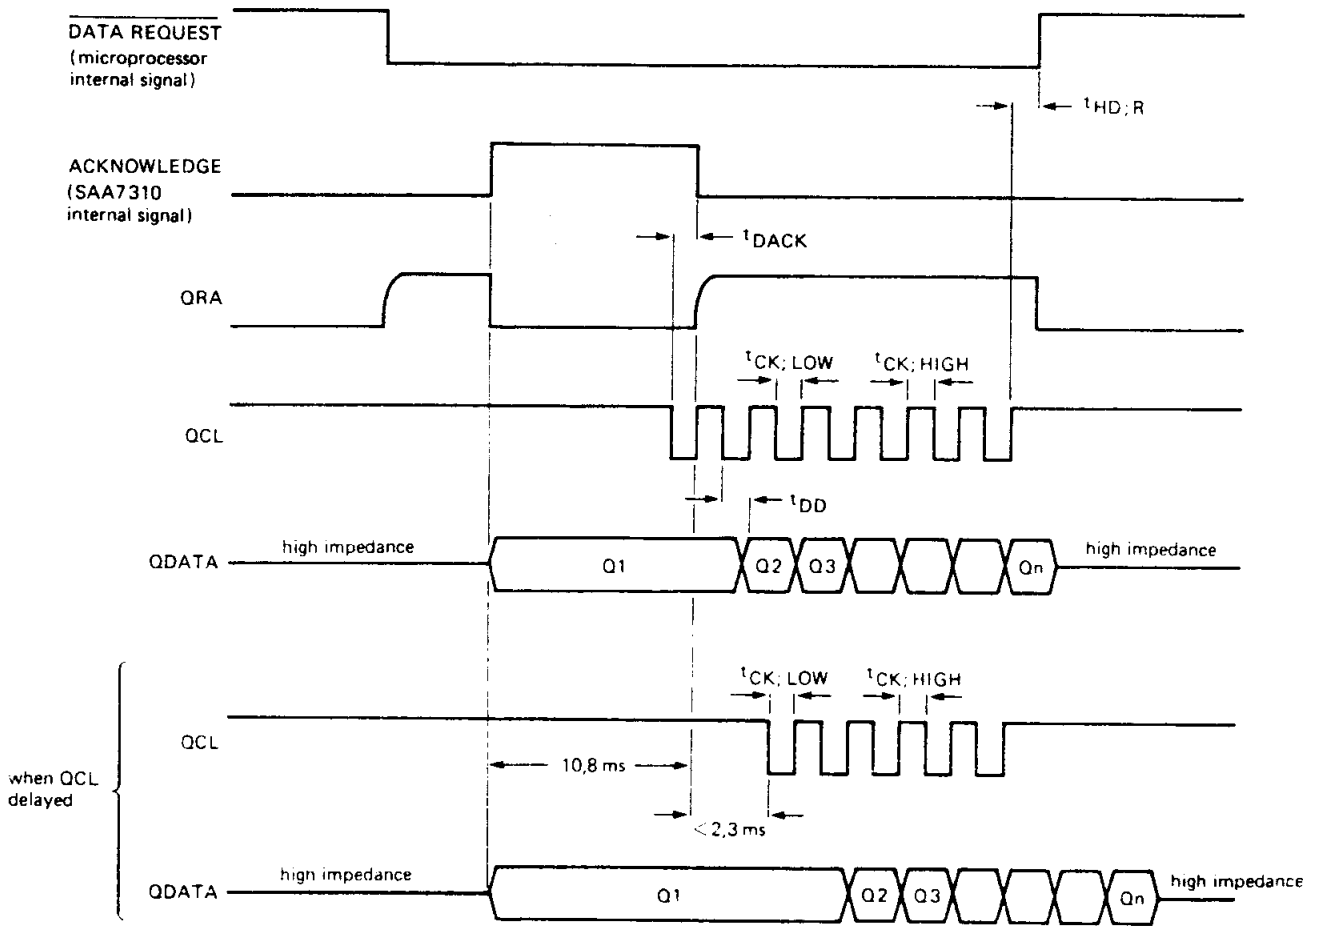 DATA REQUEST
(microprocessor
internal signal)
tHD; R
ACKNOWLEDGE
(SAA7310
internal signal)
tDACK
QRA
tCK; LOW
tCK; HIGH
QCL
tDD
QDATA
high impedance
Q1
Q2
Q3
Qn
high impedance
tCK; LOW
tCK; HIGH
QCL
10,8 ms
when QCL
delayed
<2,3 ms
QDATA
high impedance
Q1
Q2
Q3
Qn
high impedance